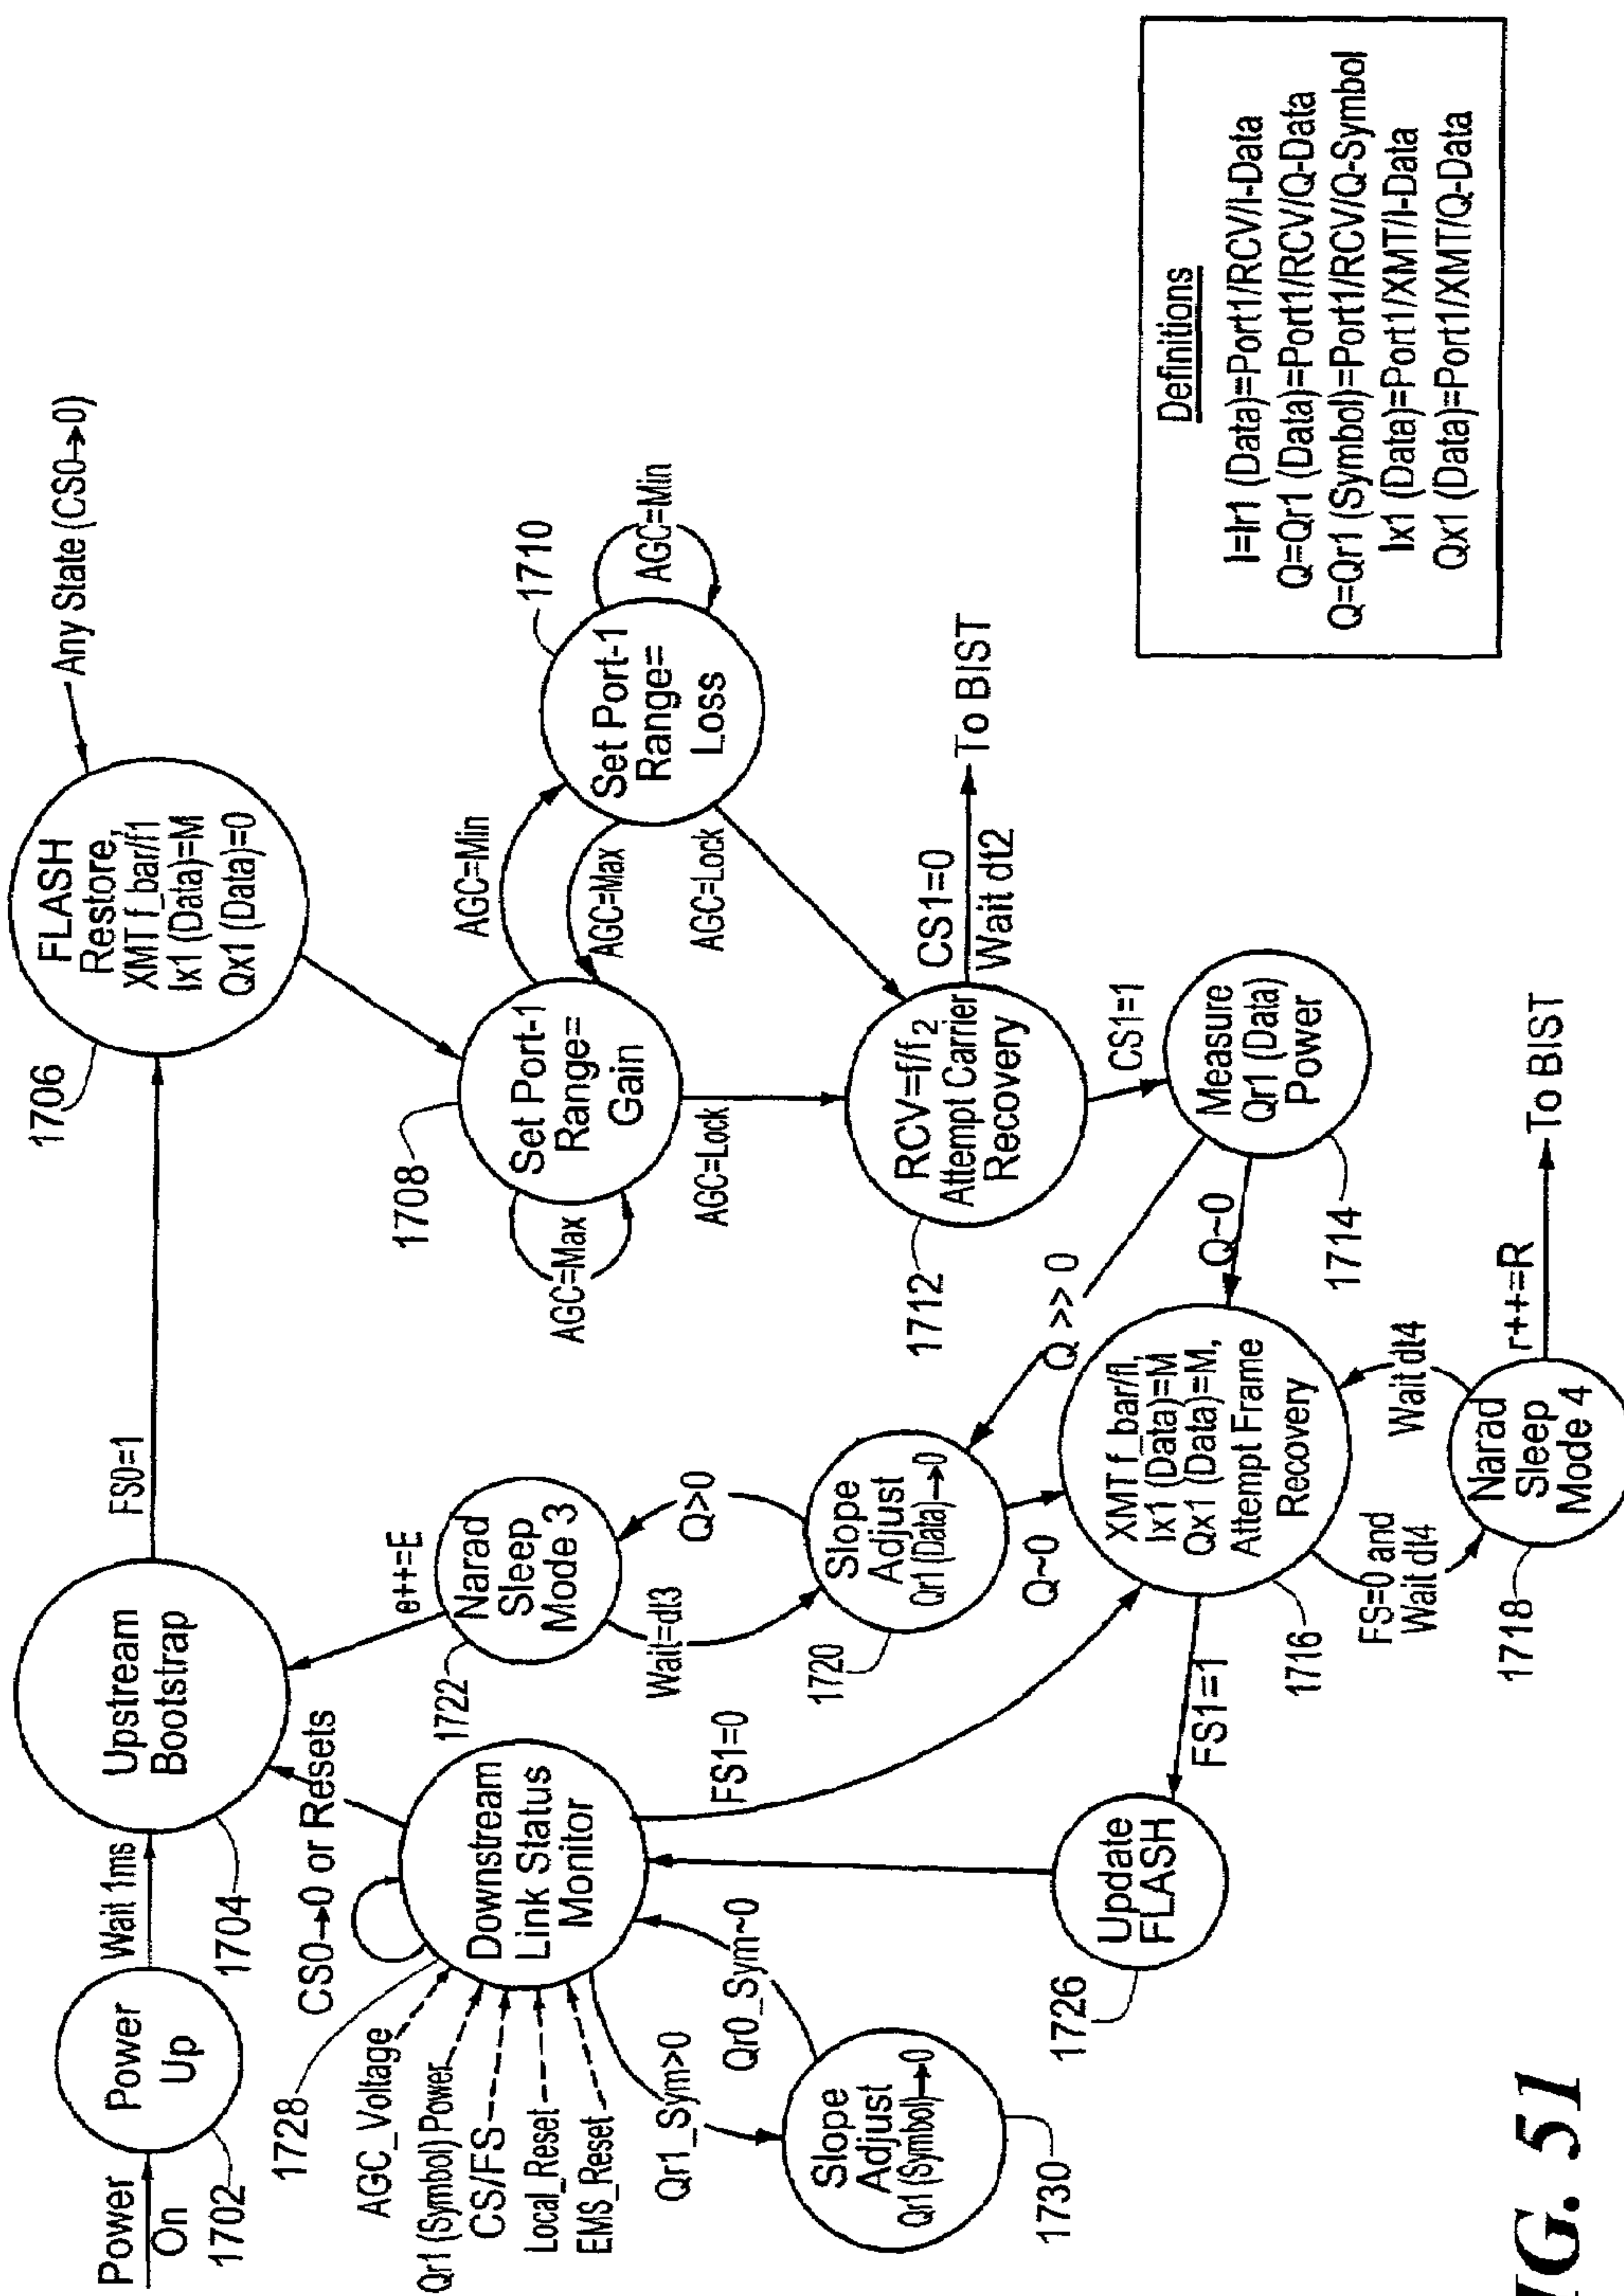 Power
On
1702
Power
Up
Wait 1ms
1704
Upstream
Bootstrap
FS0=1
1706
FLASH
Restore,
XMT f_bar/f1
Ix1 (Data)=M
Qx1 (Data)=0
Any State (CS0→0)
1708
Set Port-1
Range=
Gain
AGC=Max
AGC=Min
AGC=Max
AGC=Lock
AGC=Lock
Set Port-1
Range=
Loss
1710
AGC=Min
1712
RCV=f/f2
Attempt Carrier
Recovery
CS1=0
Wait dt2
To BIST
CS1=1
Measure
Qr1 (Data)
Power
1714
Q~0
Q >> 0
CS0→0 or Resets
1722
Narad
Sleep
Mode 3
e++=E
Wait=dt3
Q>0
1720
Slope
Adjust
Qr1 (Data)→0
Q~0
XMT f_bar/fl,
Ix1 (Data)=M
Qx1 (Data)=M,
Attempt Frame
Recovery
1716
FS=0 and
Wait dt4
Wait dt4
1718
Narad
Sleep
Mode 4
r++=R
To BIST
FS1=1
FS1=0
1726
Update
FLASH
1728
Downstream
Link Status
Monitor
AGC_Voltage
Qr1 (Symbol) Power
CS/FS
Local_Reset
EMS_Reset
Qr1_Sym>0
Qr0_Sym~0
Slope
Adjust
Qr1 (Symbol)→0
1730
Definitions
I=Ir1 (Data)=Port1/RCV/I-Data
Q=Qr1 (Data)=Port1/RCV/Q-Data
Q=Qr1 (Symbol)=Port1/RCV/Q-Symbol
Ix1 (Data)=Port1/XMT/I-Data
Qx1 (Data)=Port1/XMT/Q-Data
IG. 51